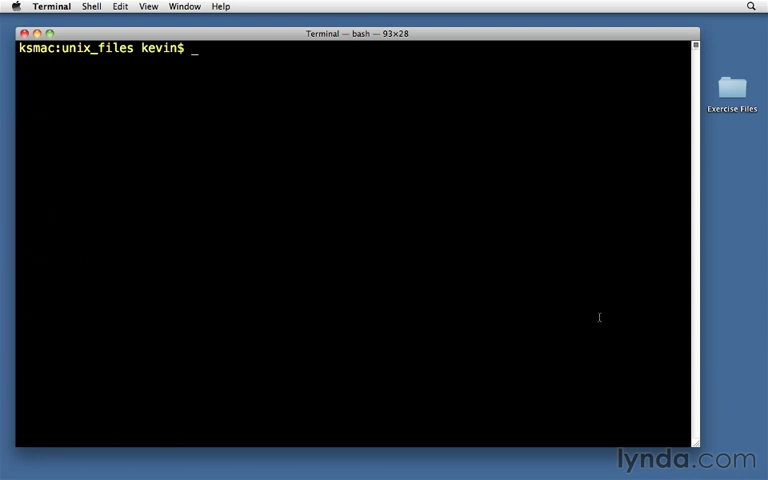 Terminal Shell Edit View Window Help
Terminal — bash — 93×28
ksmac:unix_files kevin$ _
Exercise Files
lynda.com